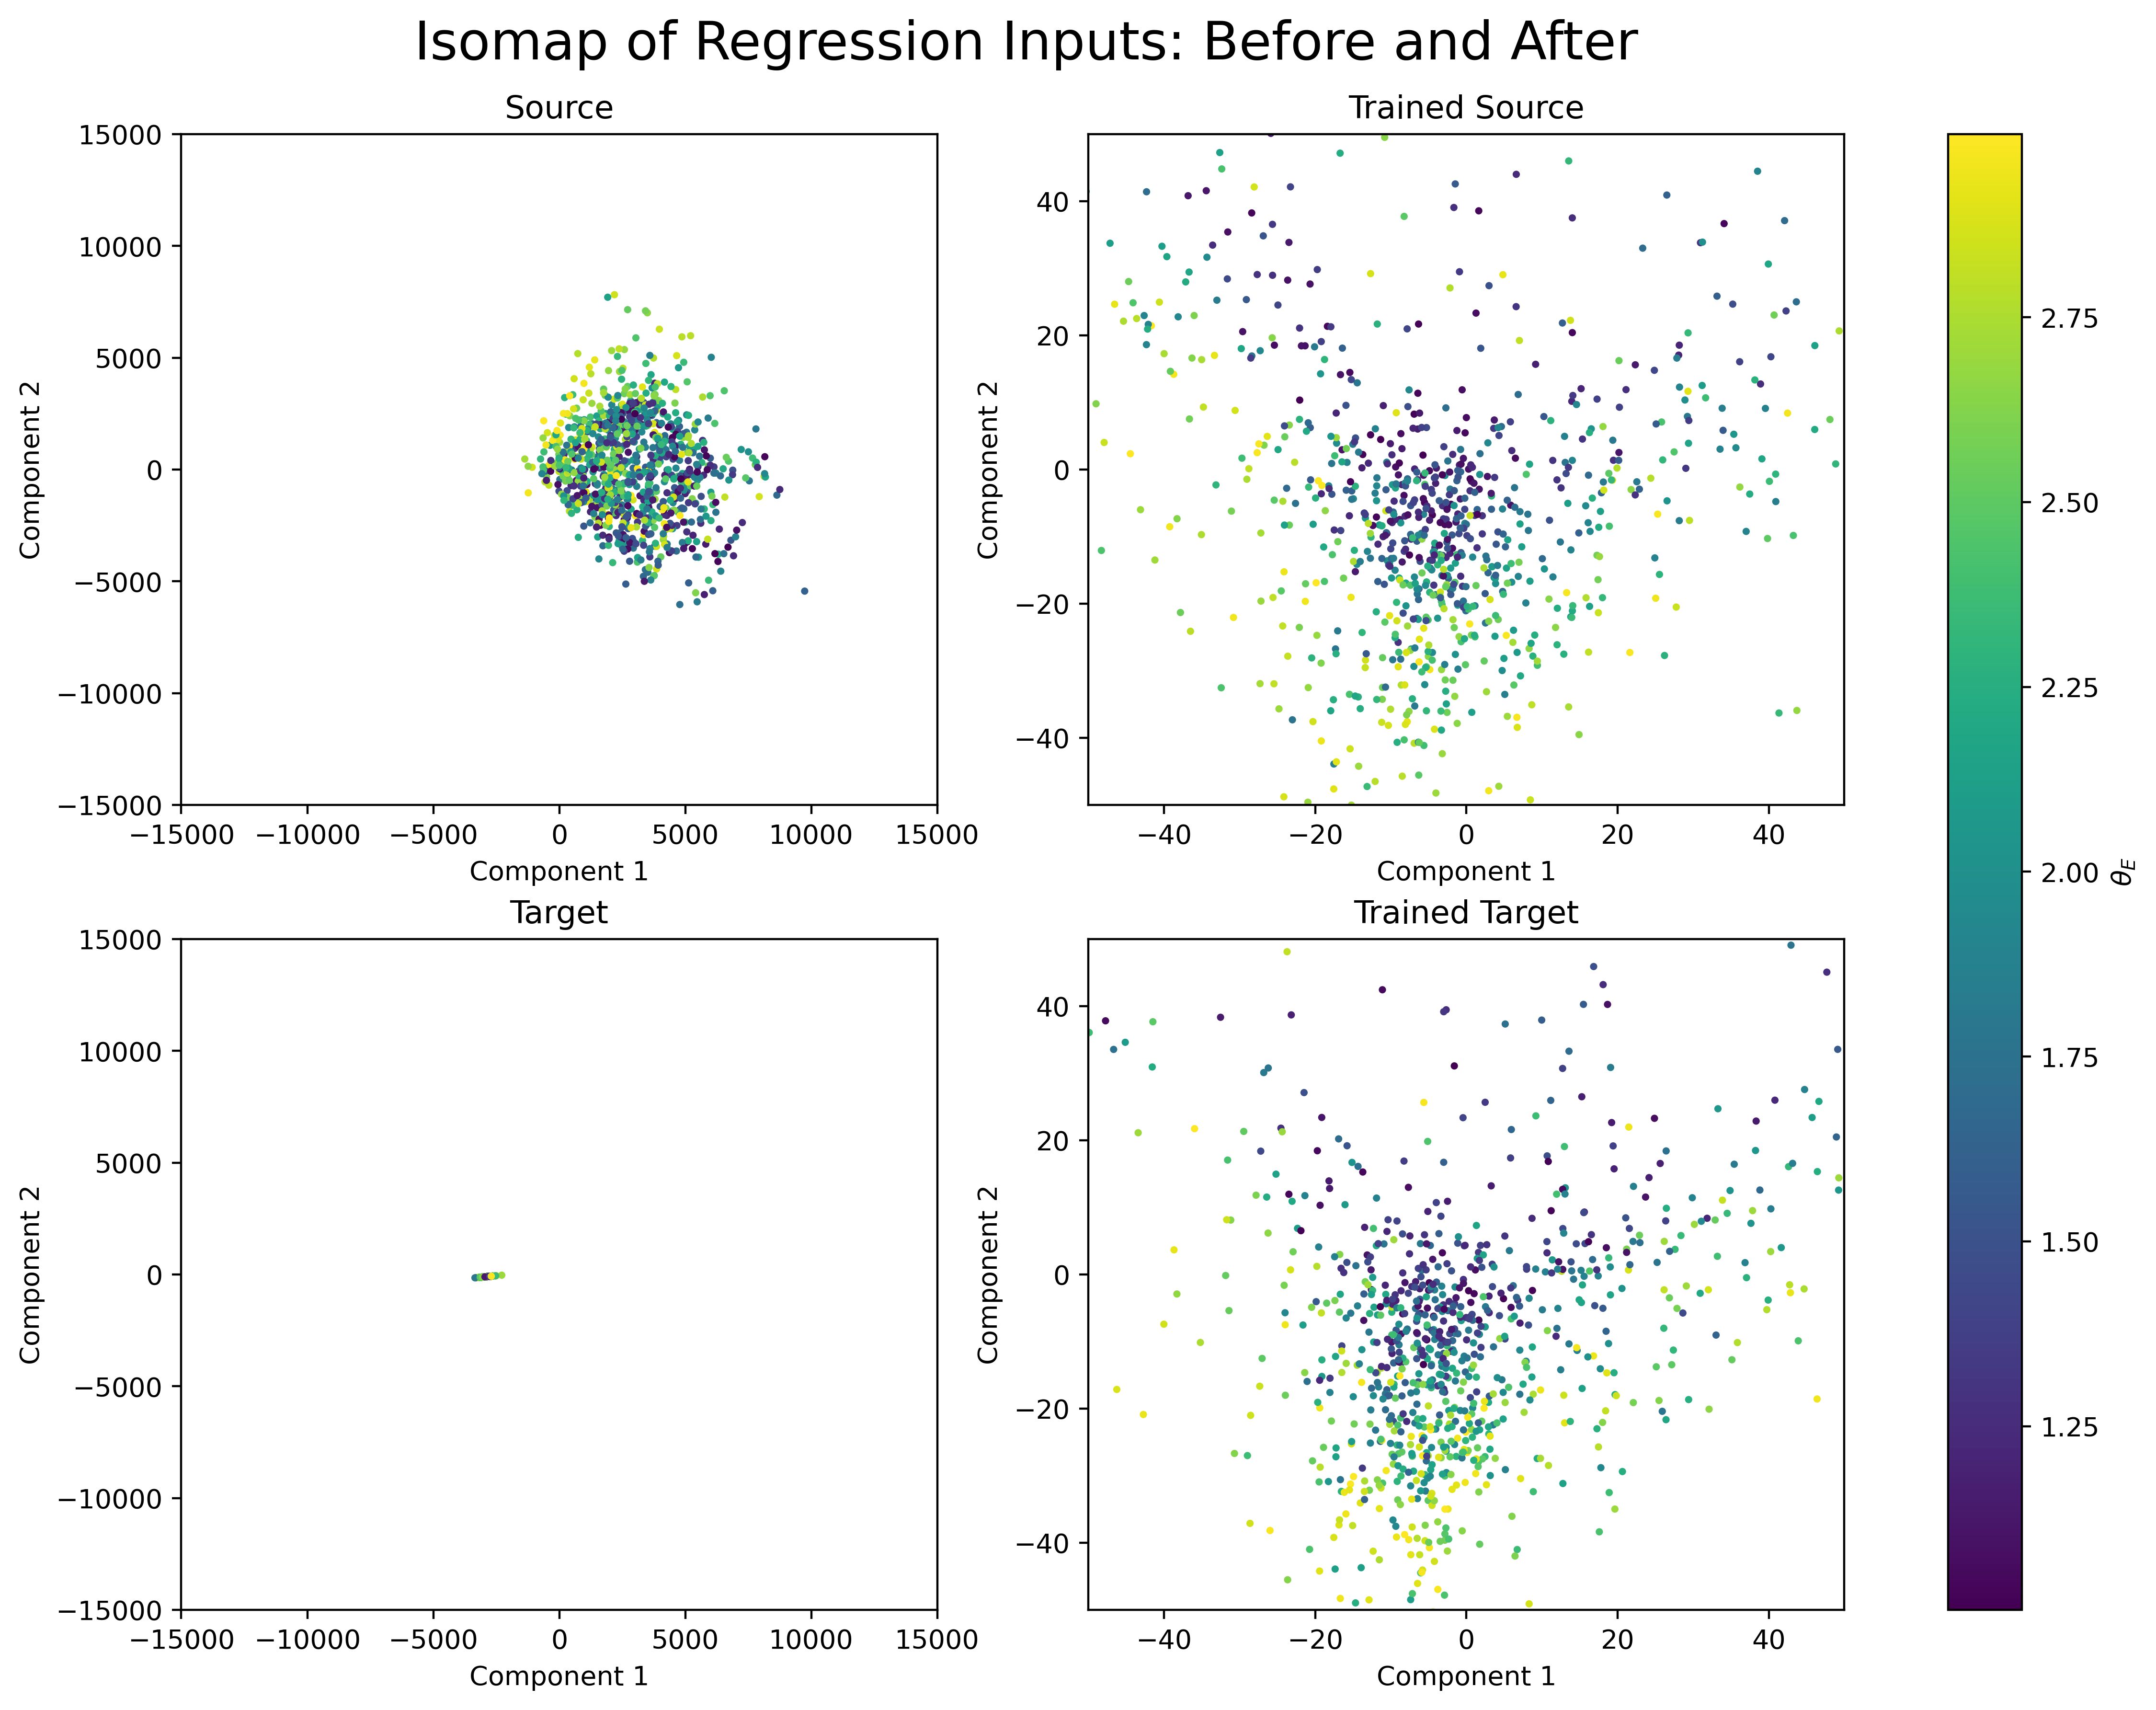 Isomap of Regression Inputs: Before and After
Source
15000
10000
5000
0
−5000
−10000
−15000
Component 2
−15000 −10000 −5000 0 5000 10000 15000
Component 1
Trained Source
40
20
0
−20
−40
Component 2
−40 −20 0 20 40
Component 1
Target
15000
10000
5000
0
−5000
−10000
−15000
Component 2
−15000 −10000 −5000 0 5000 10000 15000
Component 1
Trained Target
40
20
0
−20
−40
Component 2
−40 −20 0 20 40
Component 1
2.75
2.50
2.25
2.00
1.75
1.50
1.25
θ_E